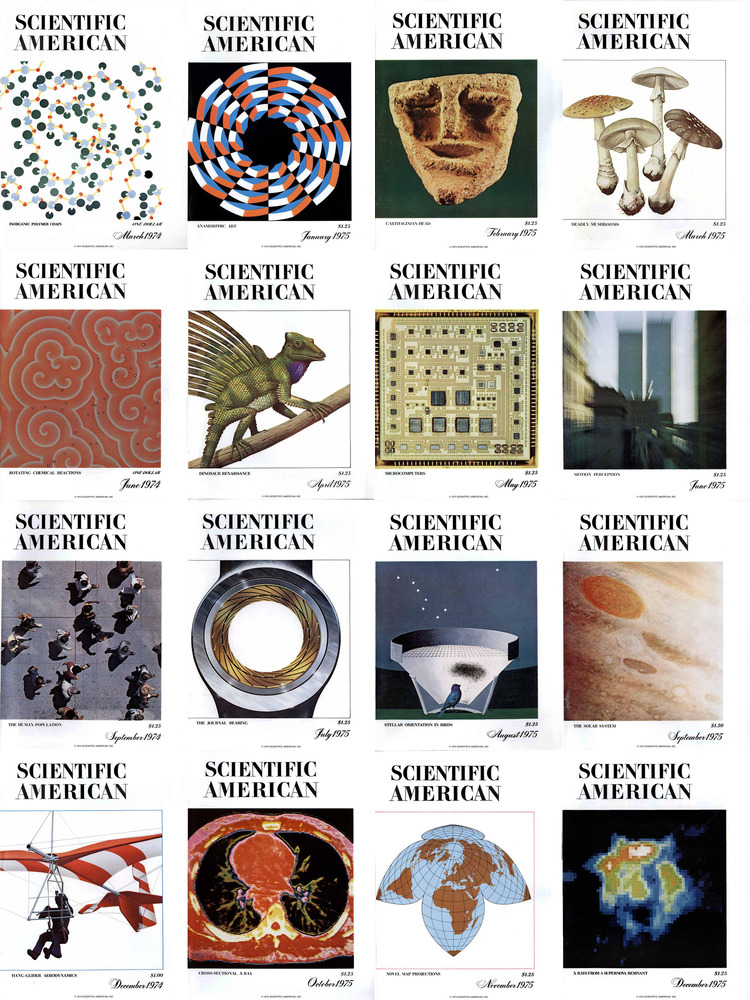 SCIENTIFIC
AMERICAN
INORGANIC POLYMER CHAIN
ONE DOLLAR
March 1974
SCIENTIFIC
AMERICAN
ANAMORPHIC ART
$1.25
January 1975
SCIENTIFIC
AMERICAN
CARTHAGINIAN HEAD
$1.25
February 1975
SCIENTIFIC
AMERICAN
DEADLY MUSHROOMS
$1.25
March 1975
SCIENTIFIC
AMERICAN
ROTATING CHEMICAL REACTIONS
ONE DOLLAR
June 1974
SCIENTIFIC
AMERICAN
DINOSAUR RENAISSANCE
$1.25
April 1975
SCIENTIFIC
AMERICAN
MICROCOMPUTERS
$1.25
May 1975
SCIENTIFIC
AMERICAN
MOTION PERCEPTION
$1.25
June 1975
SCIENTIFIC
AMERICAN
THE HUMAN POPULATION
$1.25
September 1974
SCIENTIFIC
AMERICAN
THE JOURNAL BEARING
$1.25
July 1975
SCIENTIFIC
AMERICAN
STELLAR ORIENTATION IN BIRDS
$1.25
August 1975
SCIENTIFIC
AMERICAN
THE SOLAR SYSTEM
$1.50
September 1975
SCIENTIFIC
AMERICAN
HANG-GLIDER AERODYNAMICS
$1.00
December 1974
SCIENTIFIC
AMERICAN
CROSS-SECTIONAL X RAY
$1.25
October 1975
SCIENTIFIC
AMERICAN
NOVEL MAP PROJECTIONS
$1.25
November 1975
SCIENTIFIC
AMERICAN
X RAYS FROM A SUPERNOVA REMNANT
$1.25
December 1975